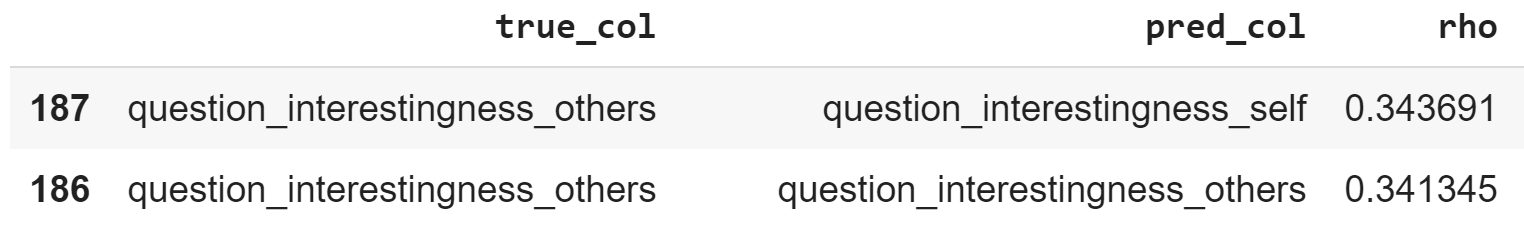 true_col pred_col rho
187 question_interestingness_others question_interestingness_self 0.343691
186 question_interestingness_others question_interestingness_others 0.341345